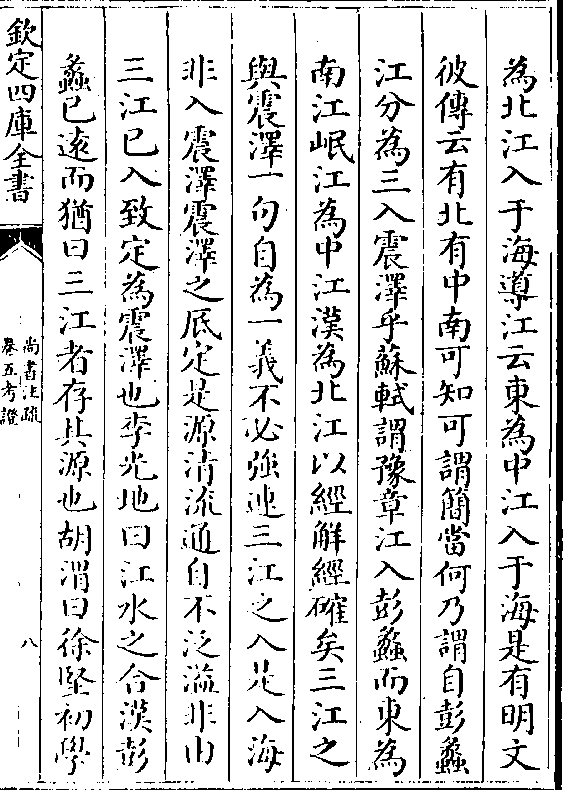 為北江入于海導江云東為中江入于海是有明文
彼傳云有北有中南可知可謂簡當何乃謂自彭蠡
江分為三入震澤乎蘇軾謂豫章江入彭蠡而東為
南江岷江為中江漢為北江以經解經確矣三江之
與震澤一句自為一義不必強連三江之入是入海
非入震澤震澤之厎定是源清流通自不泛溢非由
三江已入致定為震澤也李光地曰江水之合漢彭
蠡已遠而猶曰三江者存其源也胡渭曰徐堅初學
欽定四庫全書
尚書注疏
卷五考證
八